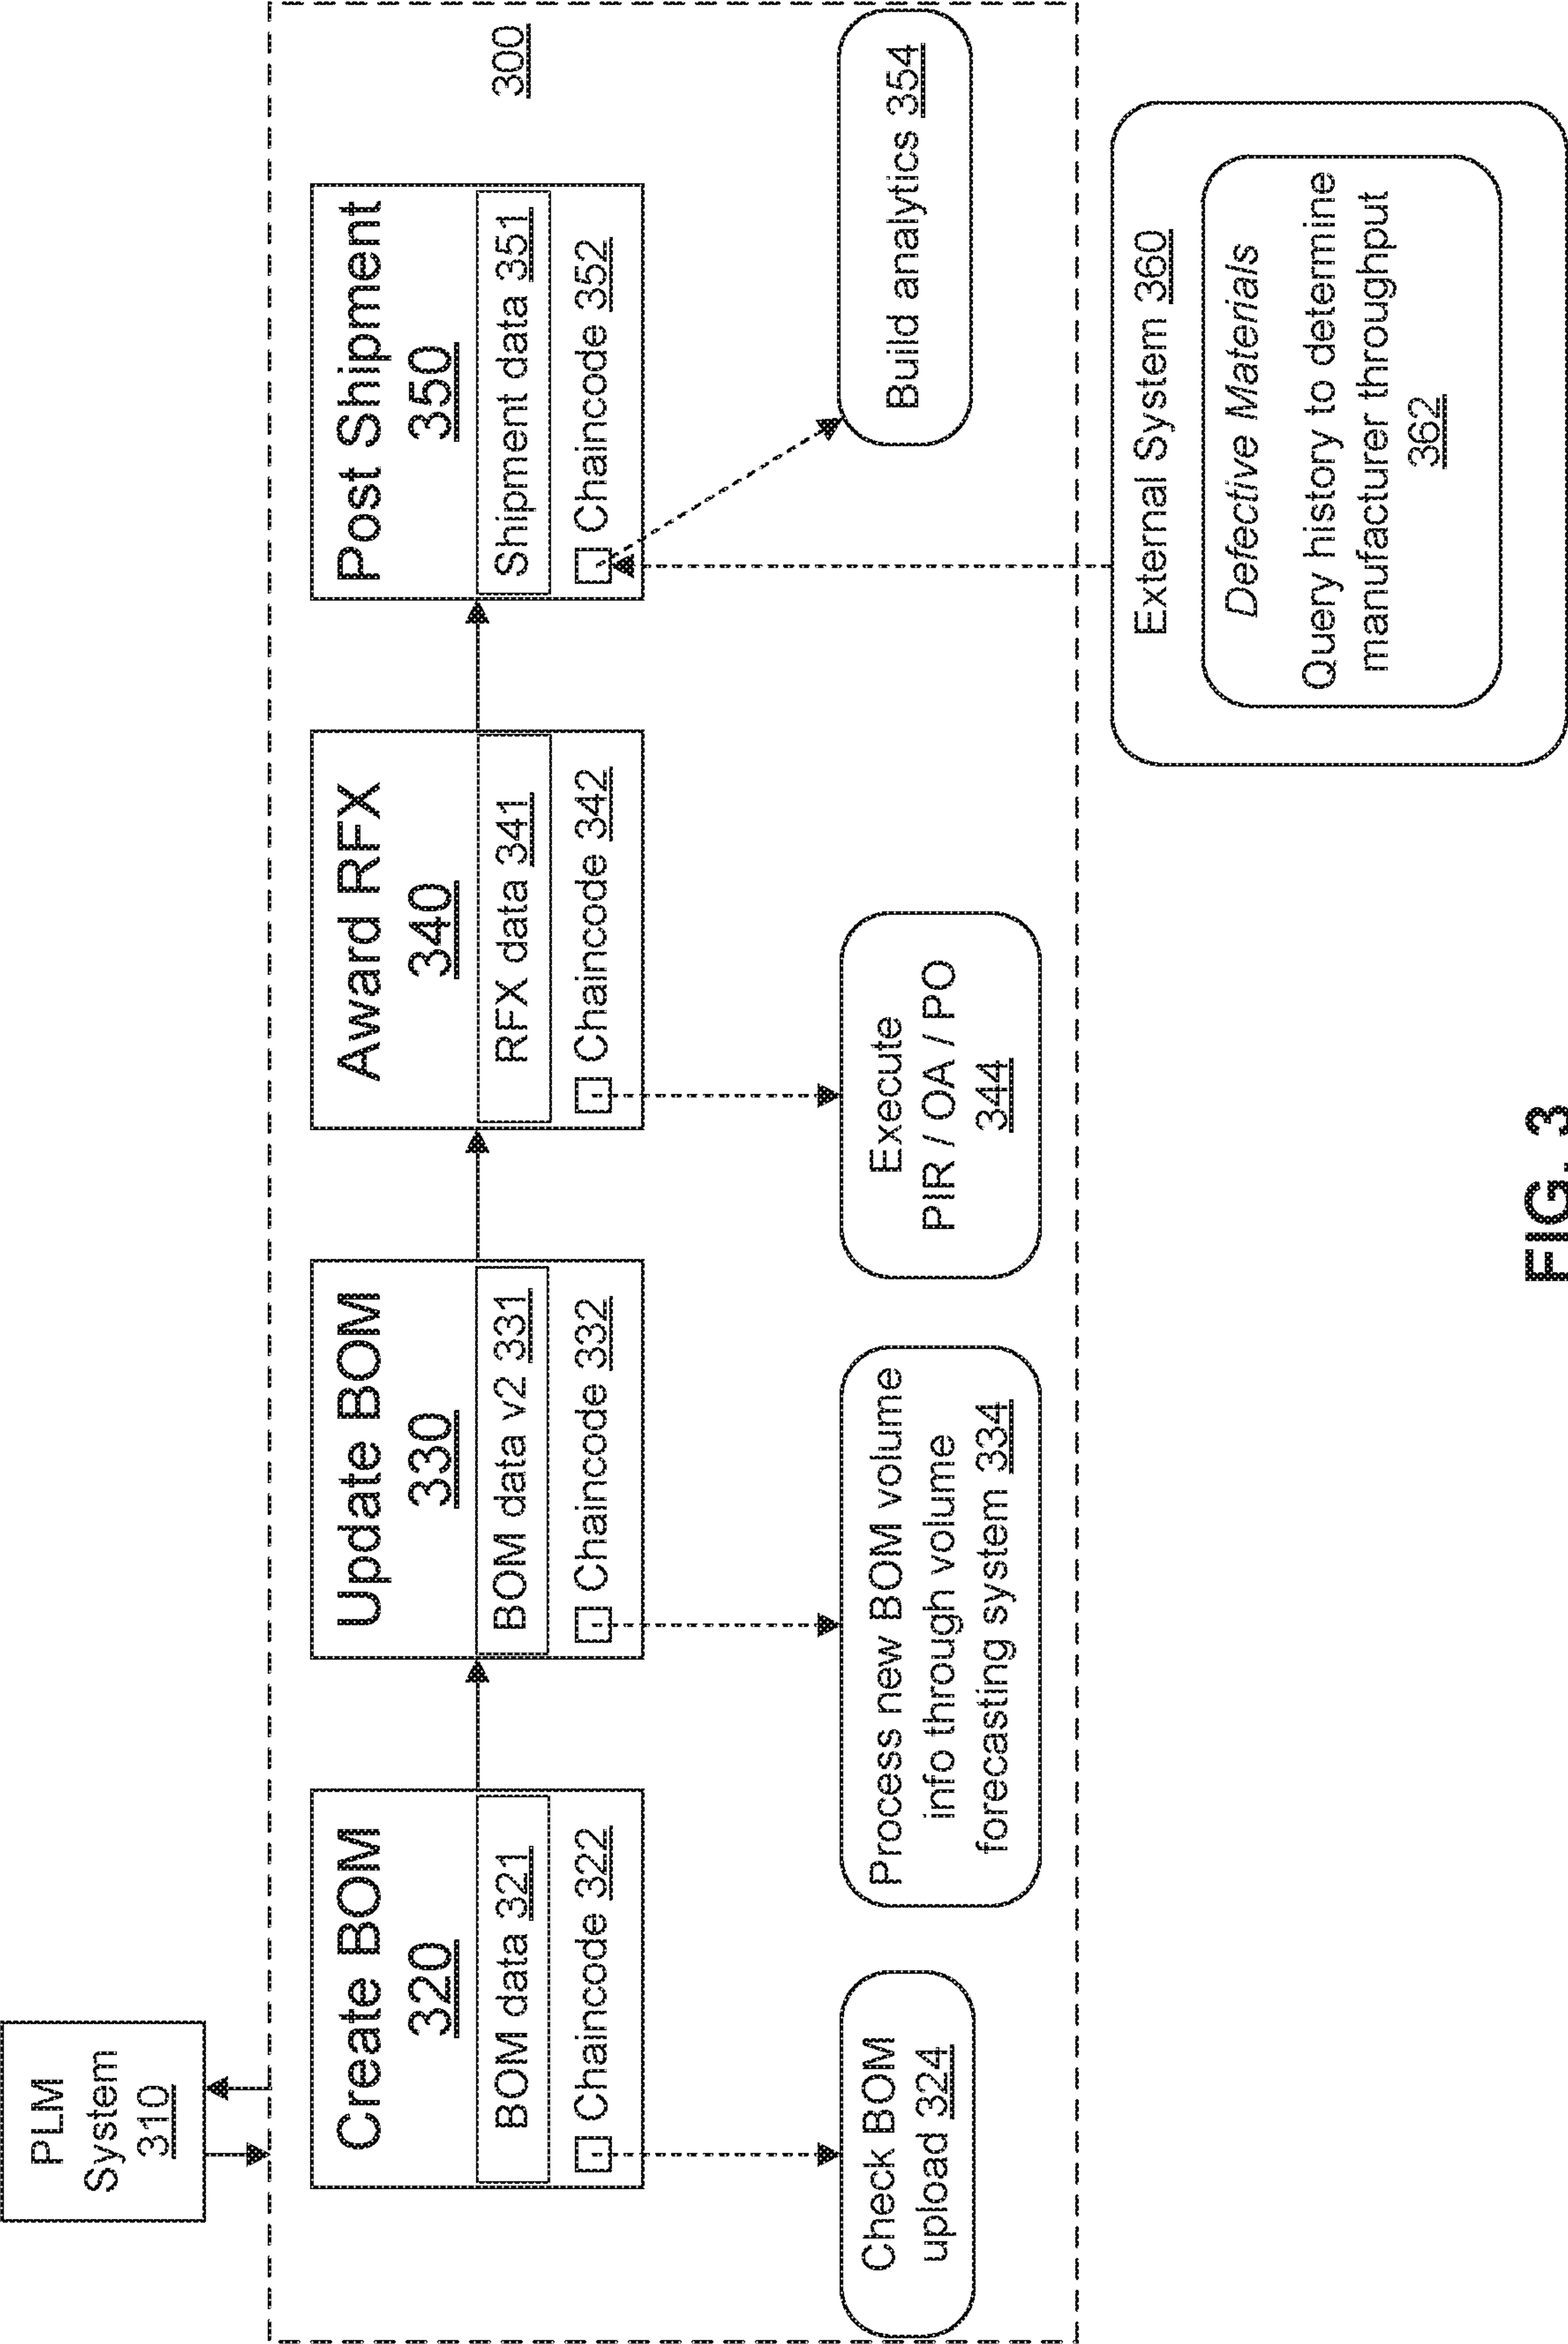 PLM
System
310
300
Create BOM
320
BOM data 321
Chaincode 322
Update BOM
330
BOM data v2 331
Chaincode 332
Award RFX
340
RFX data 341
Chaincode 342
Post Shipment
350
Shipment data 351
Chaincode 352
Check BOM
upload 324
Process new BOM volume
info through volume
forecasting system 334
Execute
PIR / OA / PO
344
Build analytics 354
External System 360
Defective Materials
Query history to determine
manufacturer throughput
362
FIG. 3